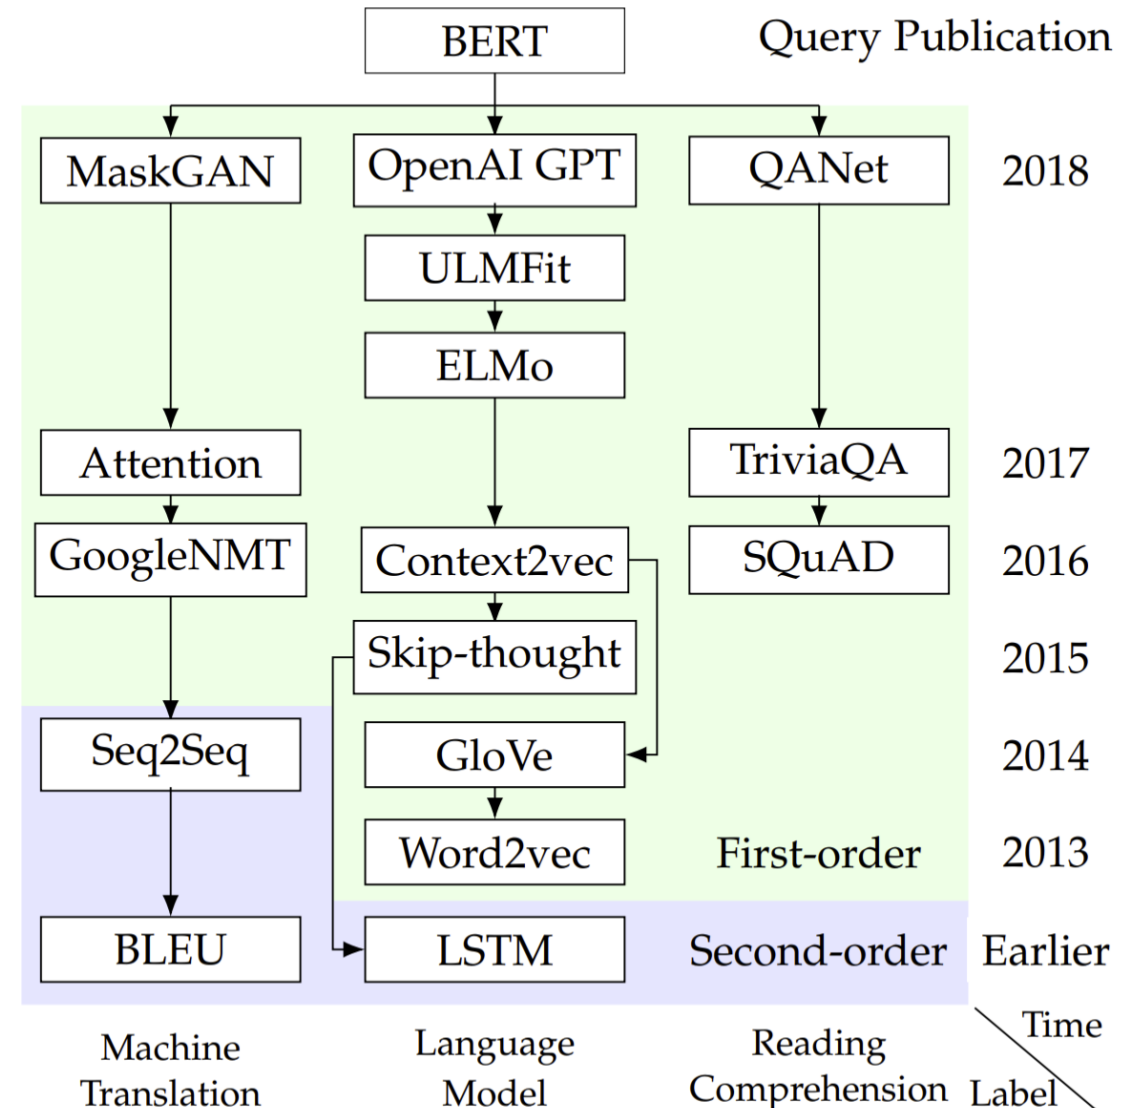 BERT
Query Publication
MaskGAN
OpenAI GPT
QANet
2018
ULMFit
ELMo
Attention
TriviaQA
2017
GoogleNMT
Context2vec
SQuAD
2016
Skip-thought
2015
Seq2Seq
GloVe
2014
Word2vec
First-order
2013
BLEU
LSTM
Second-order
Earlier
Machine
Translation
Language
Model
Reading
Comprehension
Time
Label